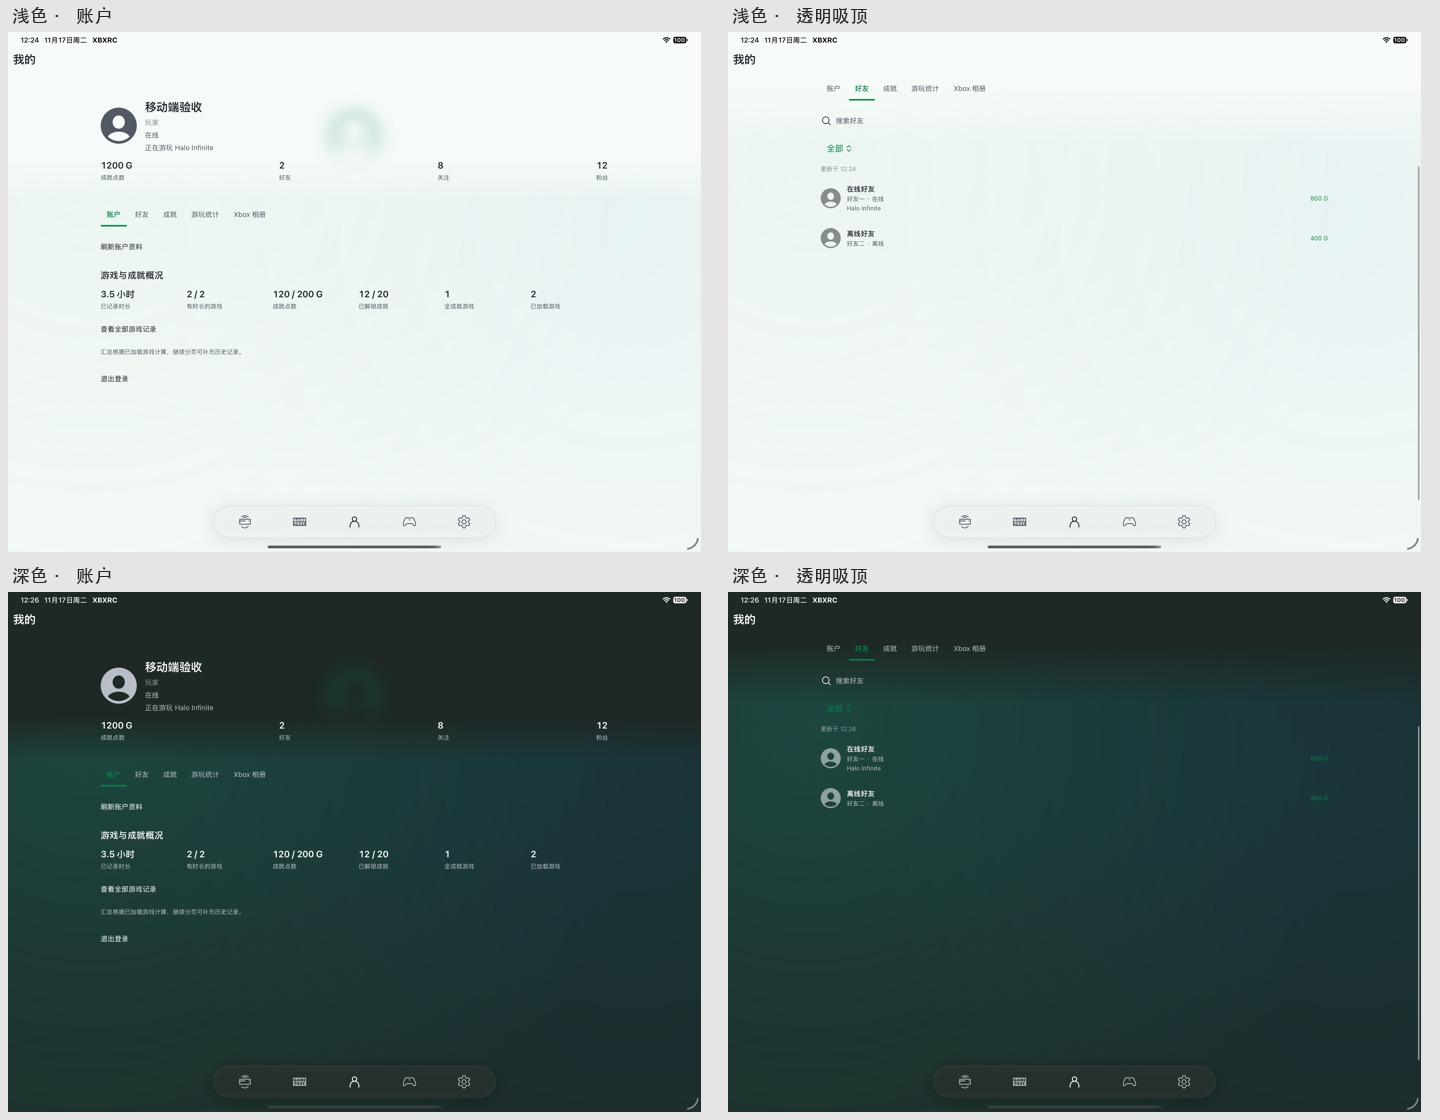 浅色 · 账户
12:24 11月17日周二 XBXRC
100
我的
移动端验收
玩家
在线
正在游玩 Halo Infinite
1200 G 2 8 12
成就点数 好友 关注 粉丝
账户 好友 成就 游玩统计 Xbox 相册
刷新账户资料
游戏与成就概况
3.5 小时 2 / 2 120 / 200 G 12 / 20 1 2
已记录时长 有时长的游戏 成就点数 已解锁成就 全成就游戏 已加载游戏
查看全部游戏记录
汇总根据已加载游戏计算，继续分页可补充历史记录。
退出登录
浅色 · 透明吸顶
12:24 11月17日周二 XBXRC
100
我的
账户 好友 成就 游玩统计 Xbox 相册
搜索好友
全部
更新于 12:24
在线好友
好友一 · 在线
Halo Infinite
800 G
离线好友
好友二 · 离线
400 G
深色 · 账户
12:26 11月17日周二 XBXRC
100
我的
移动端验收
玩家
在线
正在游玩 Halo Infinite
1200 G 2 8 12
成就点数 好友 关注 粉丝
账户 好友 成就 游玩统计 Xbox 相册
刷新账户资料
游戏与成就概况
3.5 小时 2 / 2 120 / 200 G 12 / 20 1 2
已记录时长 有时长的游戏 成就点数 已解锁成就 全成就游戏 已加载游戏
查看全部游戏记录
汇总根据已加载游戏计算，继续分页可补充历史记录。
退出登录
深色 · 透明吸顶
12:26 11月17日周二 XBXRC
100
我的
账户 好友 成就 游玩统计 Xbox 相册
搜索好友
全部
更新于 12:26
在线好友
好友一 · 在线
Halo Infinite
800 G
离线好友
好友二 · 离线
400 G